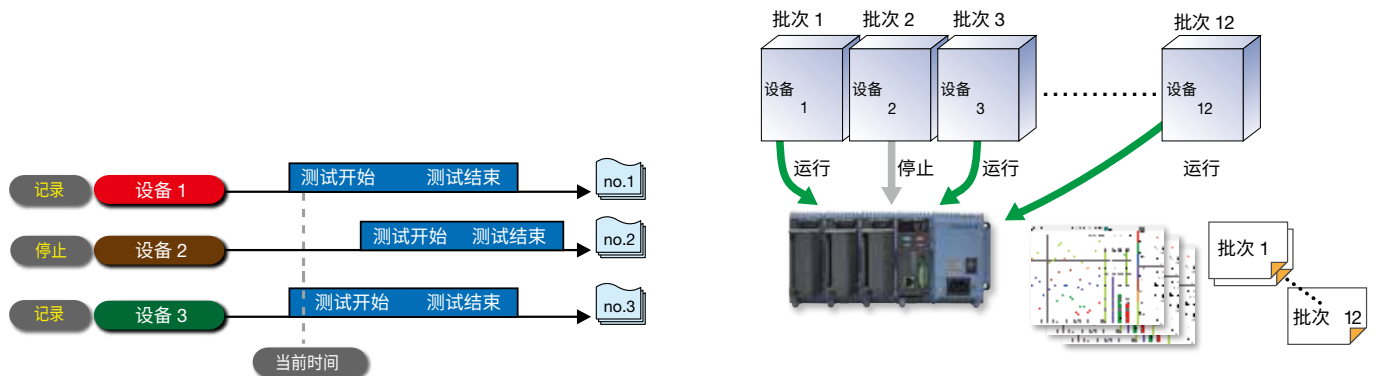 记录 设备 1 测试开始 测试结束 no.1
停止 设备 2 测试开始 测试结束 no.2
记录 设备 3 测试开始 测试结束 no.3
当前时间
批次 1 批次 2 批次 3 批次 12
设备 1 设备 2 设备 3 设备 12
运行 停止 运行 运行
批次 1
批次 12